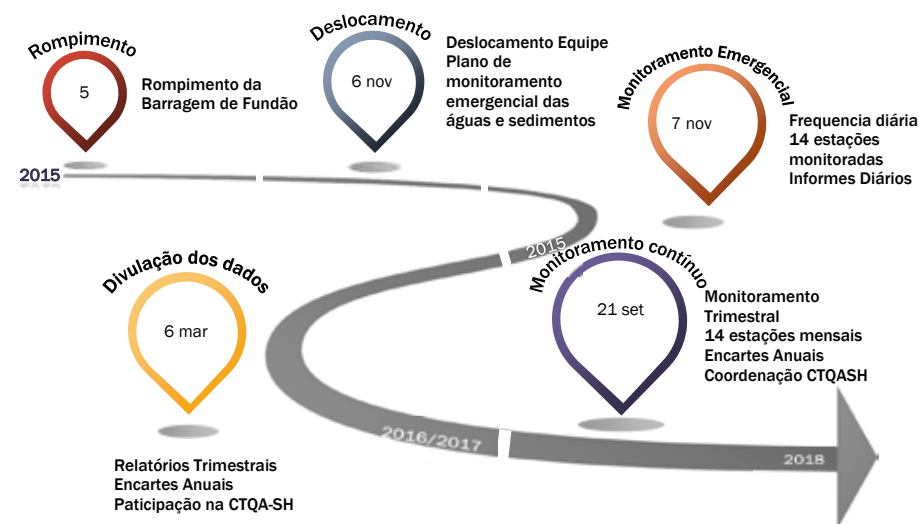 Rompimento
5
Rompimento da
Barragem de Fundão
Deslocamento
6 nov
Deslocamento Equipe
Plano de
monitoramento
emergencial das
águas e sedimentos
Monitoramento Emergencial
7 nov
Frequencia diária
14 estações
monitoradas
Informes Diários
2015
2015
Divulação dos dados
6 mar
Relatórios Trimestrais
Encartes Anuais
Paticipação na CTQA-SH
Monitoramento contínuo
21 set
Monitoramento
Trimestral
14 estações mensais
Encartes Anuais
Coordenação CTQASH
2016/2017
2018